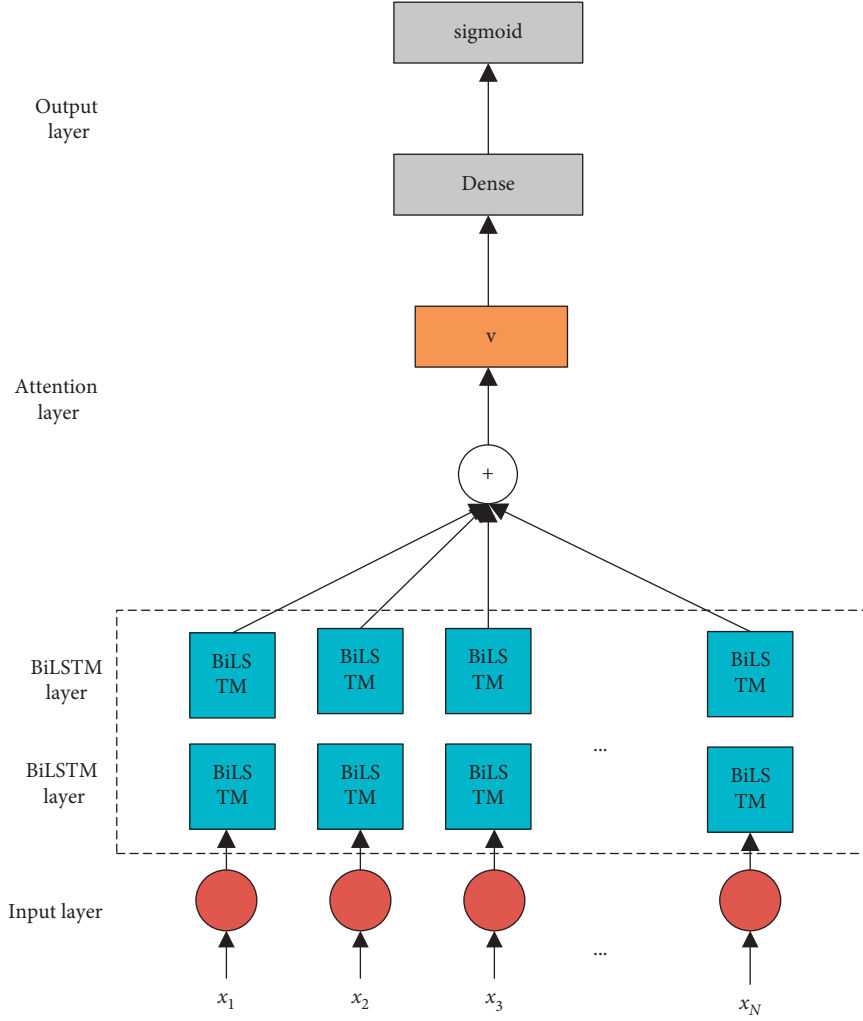 sigmoid
Output
layer
Dense
v
Attention
layer
+
BiLSTM
layer
BiLS
TM
BiLS
TM
BiLS
TM
BiLS
TM
...
BiLSTM
layer
BiLS
TM
BiLS
TM
BiLS
TM
BiLS
TM
Input layer
...
x1
x2
x3
xN